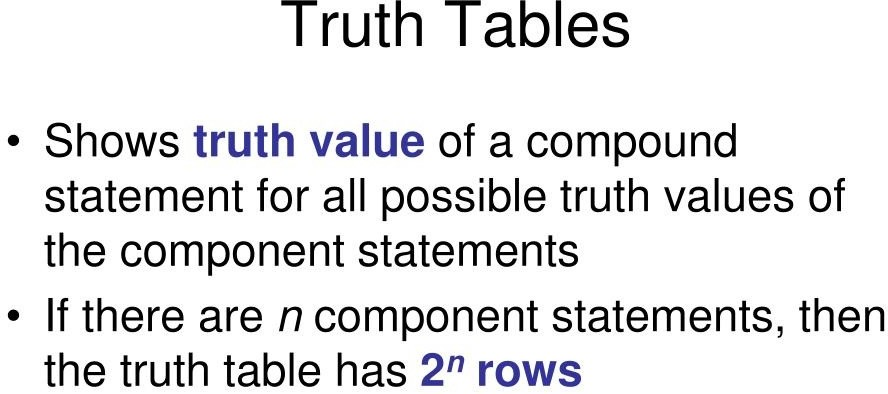 Truth Tables
• Shows truth value of a compound
statement for all possible truth values of
the component statements
• If there are n component statements, then
the truth table has 2ⁿ rows